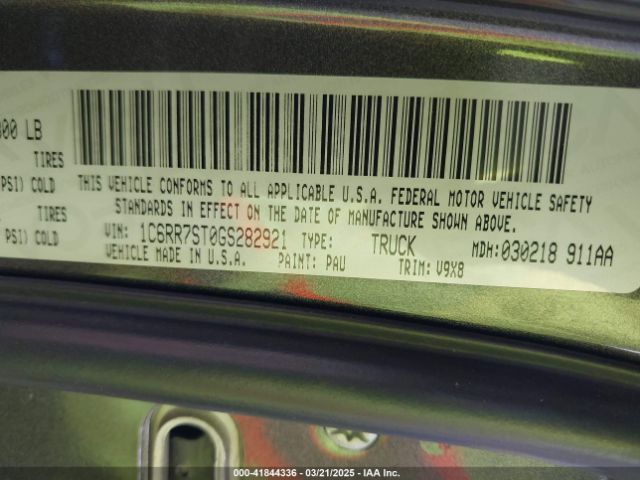 300 LB
TIRES
PSI) COLD
TIRES
PSI) COLD
THIS VEHICLE CONFORMS TO ALL APPLICABLE U.S.A. FEDERAL MOTOR VEHICLE SAFETY
STANDARDS IN EFFECT ON THE DATE OF MANUFACTURE SHOWN ABOVE.
VIN: 1C6RR7ST0GS282921 TYPE: TRUCK MDH: 030218 911AA
VEHICLE MADE IN U.S.A. PAINT: PAU TRIM: V9X8
000-41844336 | 03/21/2025 | IAA Inc.